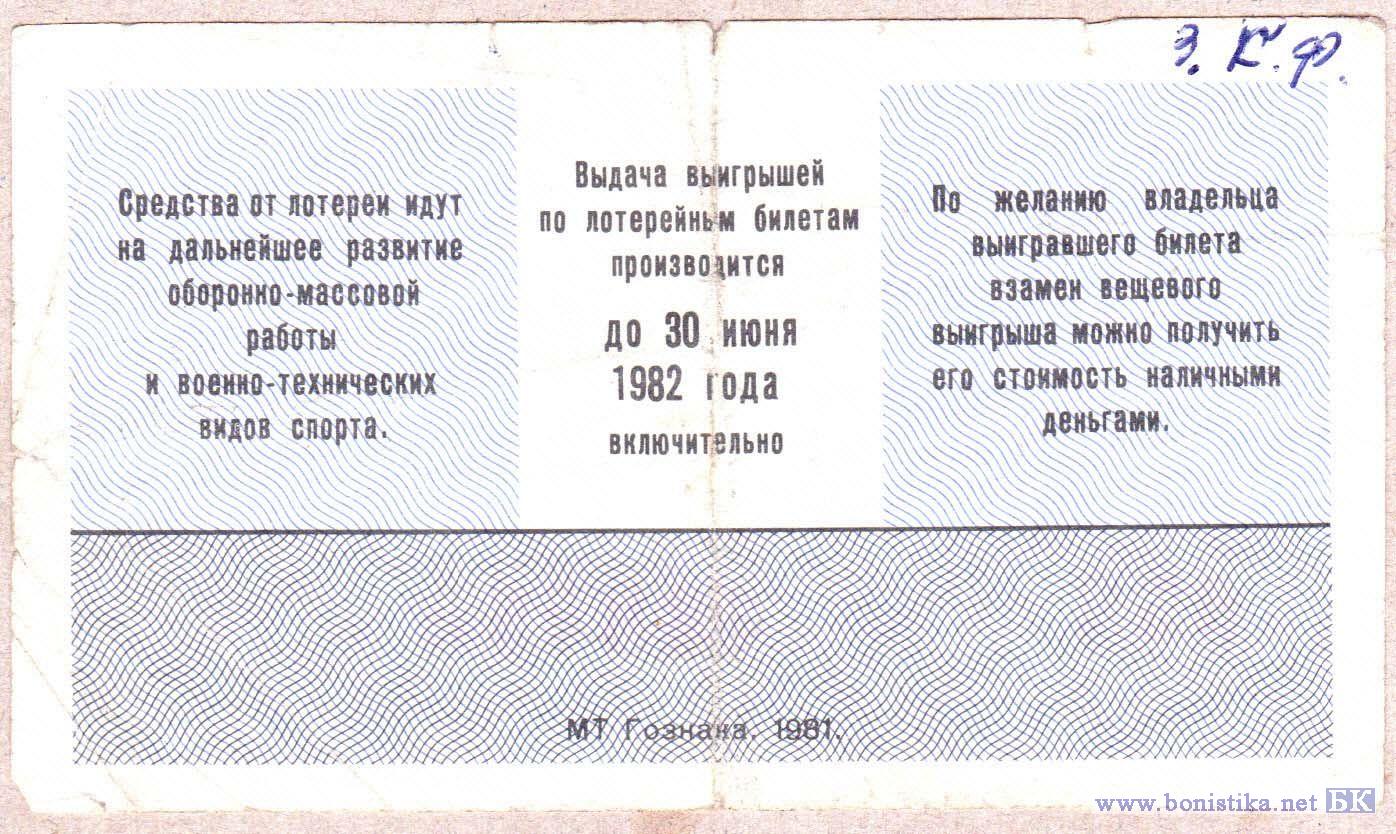 З. К. Ф.
Средства от лотереи идут
на дальнейшее развитие
оборонно-массовой
работы
и военно-технических
видов спорта.
Выдача выигрышей
по лотерейным билетам
производится
до 30 июня
1982 года
включительно
По желанию владельца
выигравшего билета
взамен вещевого
выигрыша можно получить
его стоимость наличными
деньгами.
МТ Гознака. 1981.
www.bonistika.net БК